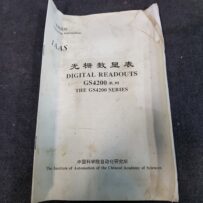 IAAS
光栅数显表
DIGITAL READOUTS
GS4200 系列
THE GS4200 SERIES
中国科学院自动化研究所
The Institute of Automation of the Chinese Academy of Sciences